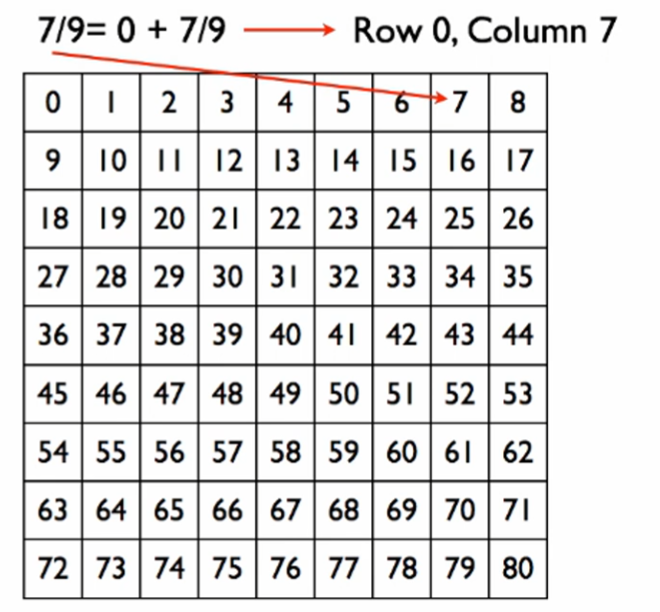 7/9= 0 + 7/9 Row 0, Column 7
0 1 2 3 4 5 6 7 8
9 10 11 12 13 14 15 16 17
18 19 20 21 22 23 24 25 26
27 28 29 30 31 32 33 34 35
36 37 38 39 40 41 42 43 44
45 46 47 48 49 50 51 52 53
54 55 56 57 58 59 60 61 62
63 64 65 66 67 68 69 70 71
72 73 74 75 76 77 78 79 80